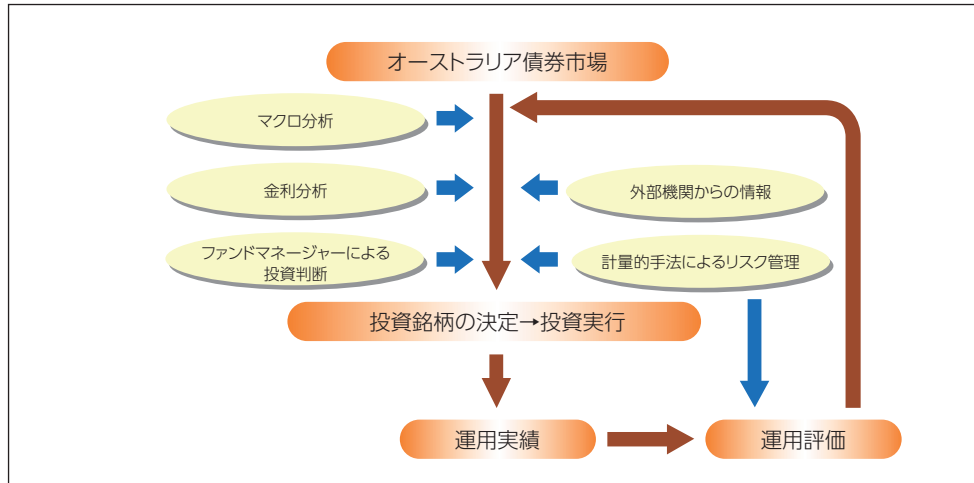 オーストラリア債券市場
マクロ分析
金利分析
外部機関からの情報
ファンドマネージャーによる
投資判断
計量的手法によるリスク管理
投資銘柄の決定→投資実行
運用実績
運用評価